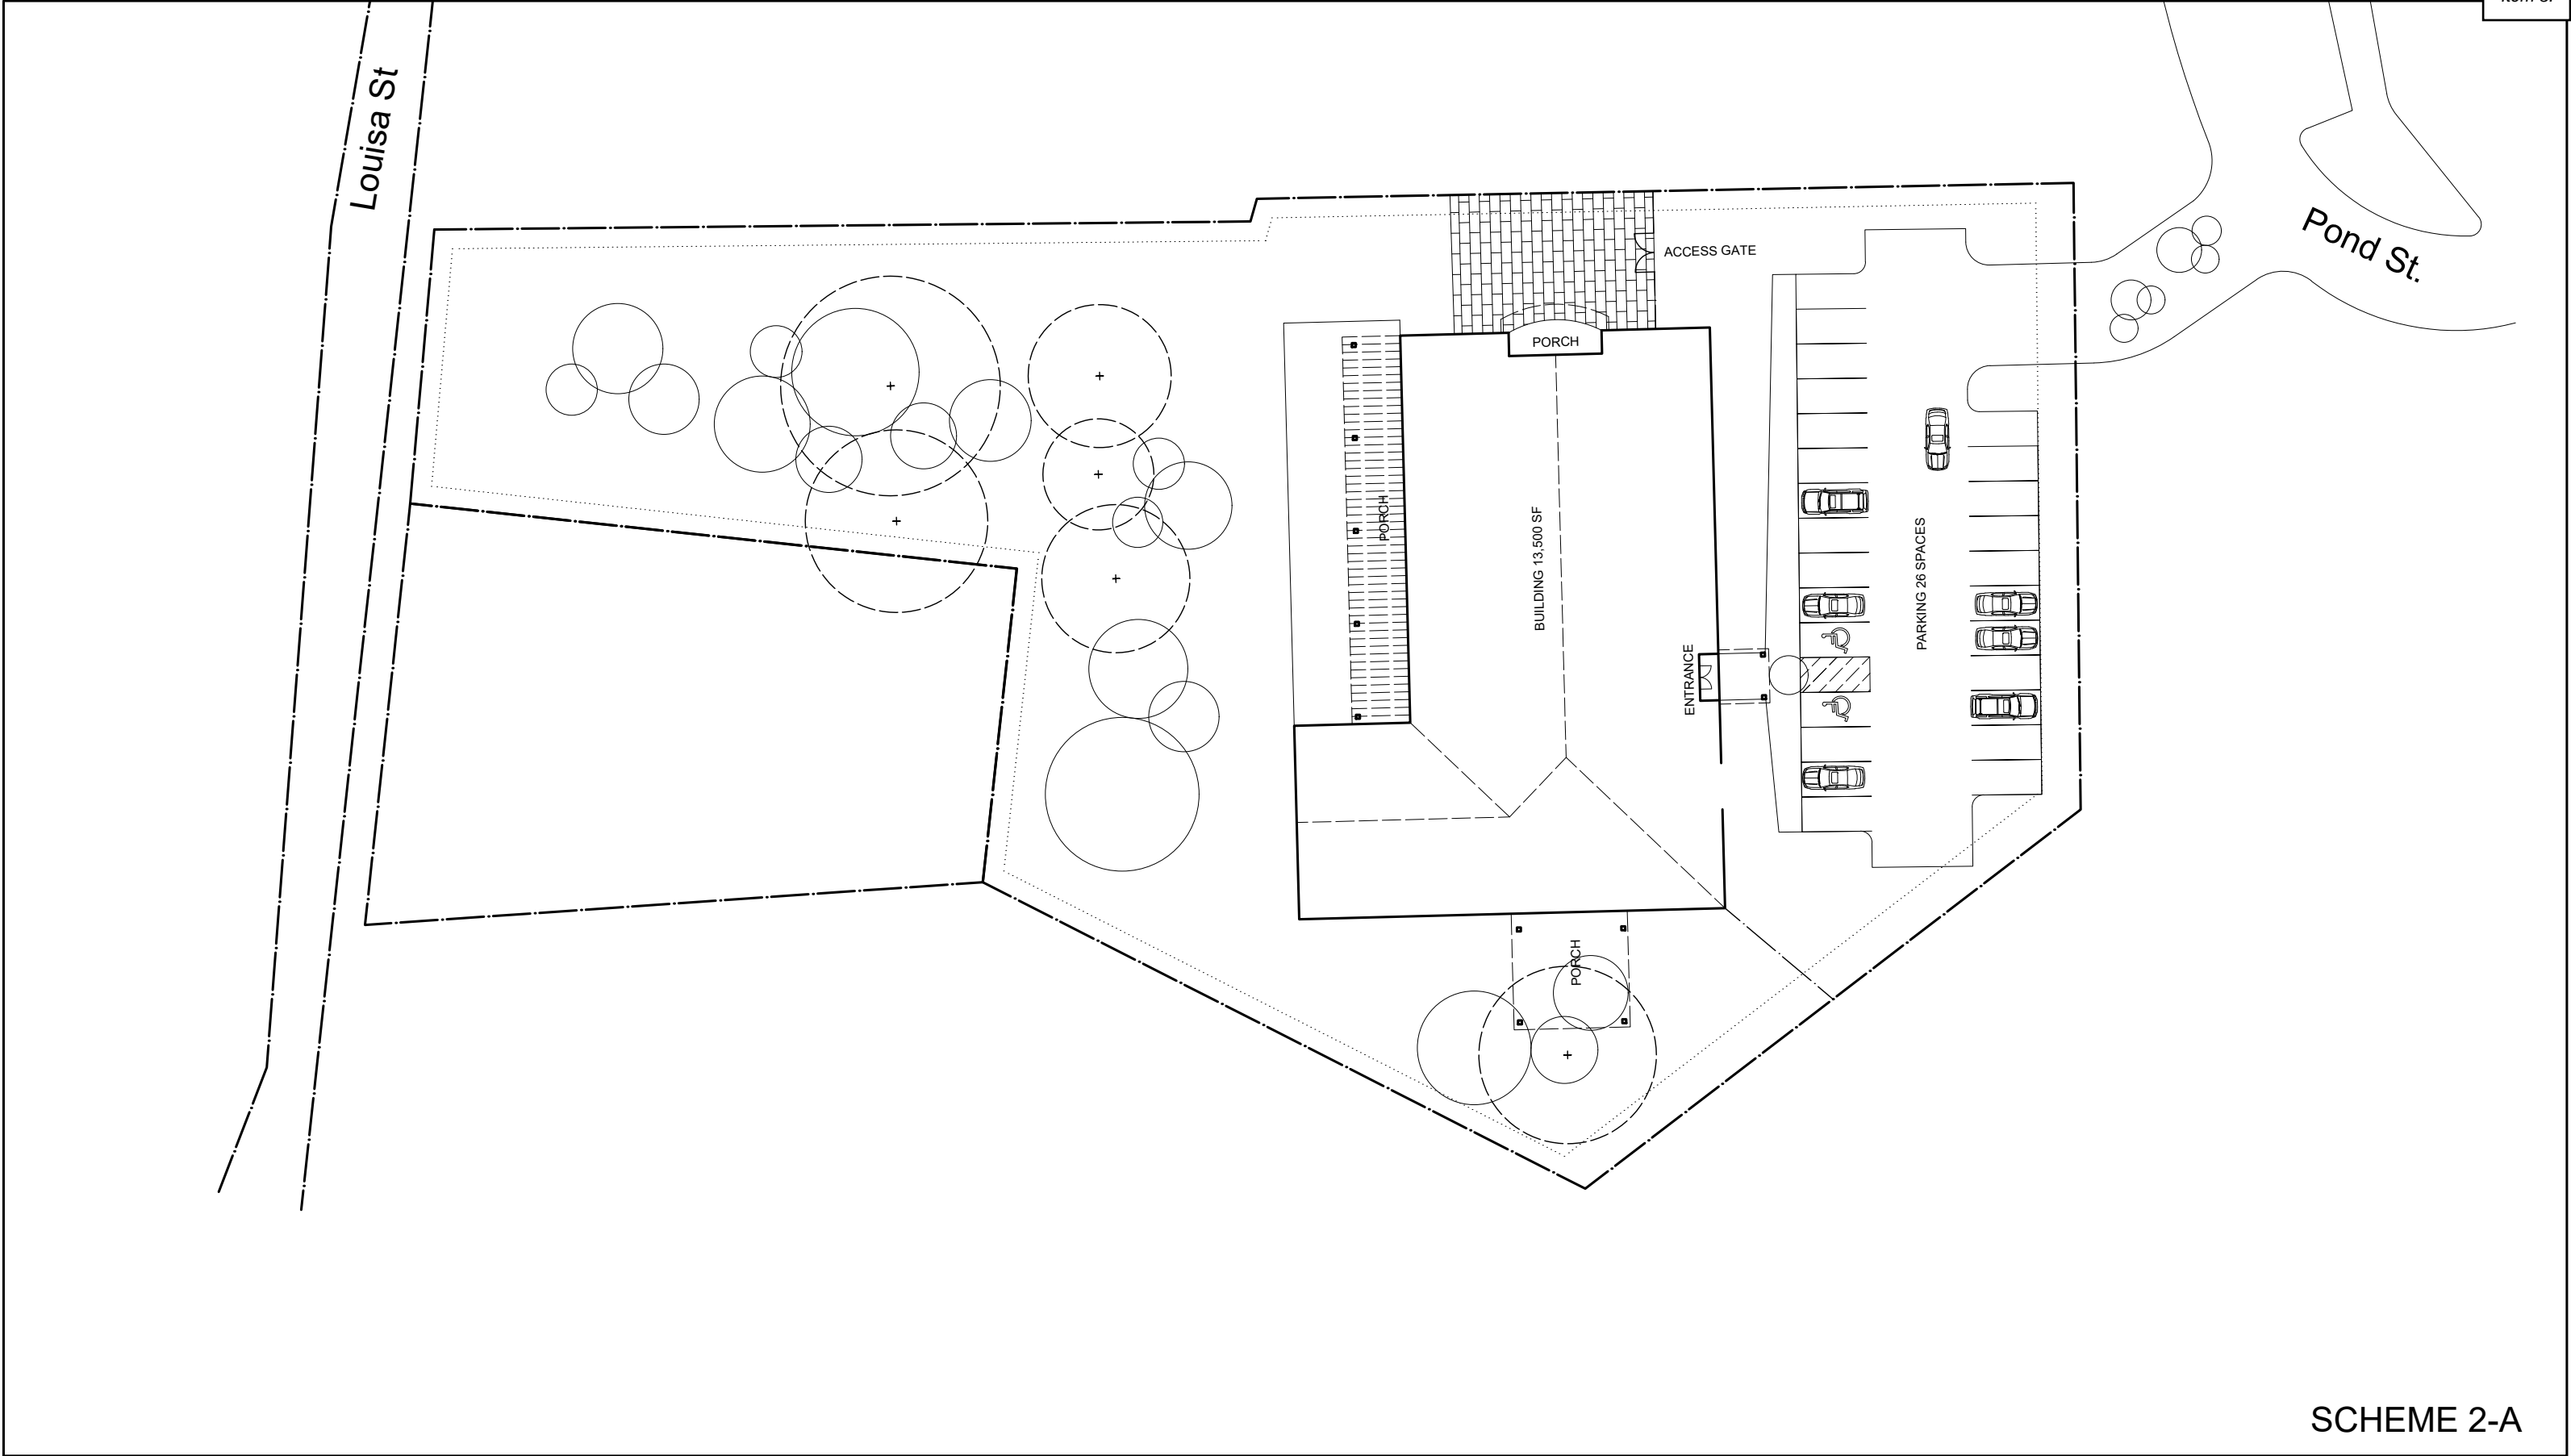 Louisa St
Pond St.
ACCESS GATE
PORCH
PORCH
BUILDING 13,500 SF
PARKING 26 SPACES
ENTRANCE
PORCH
SCHEME 2-A